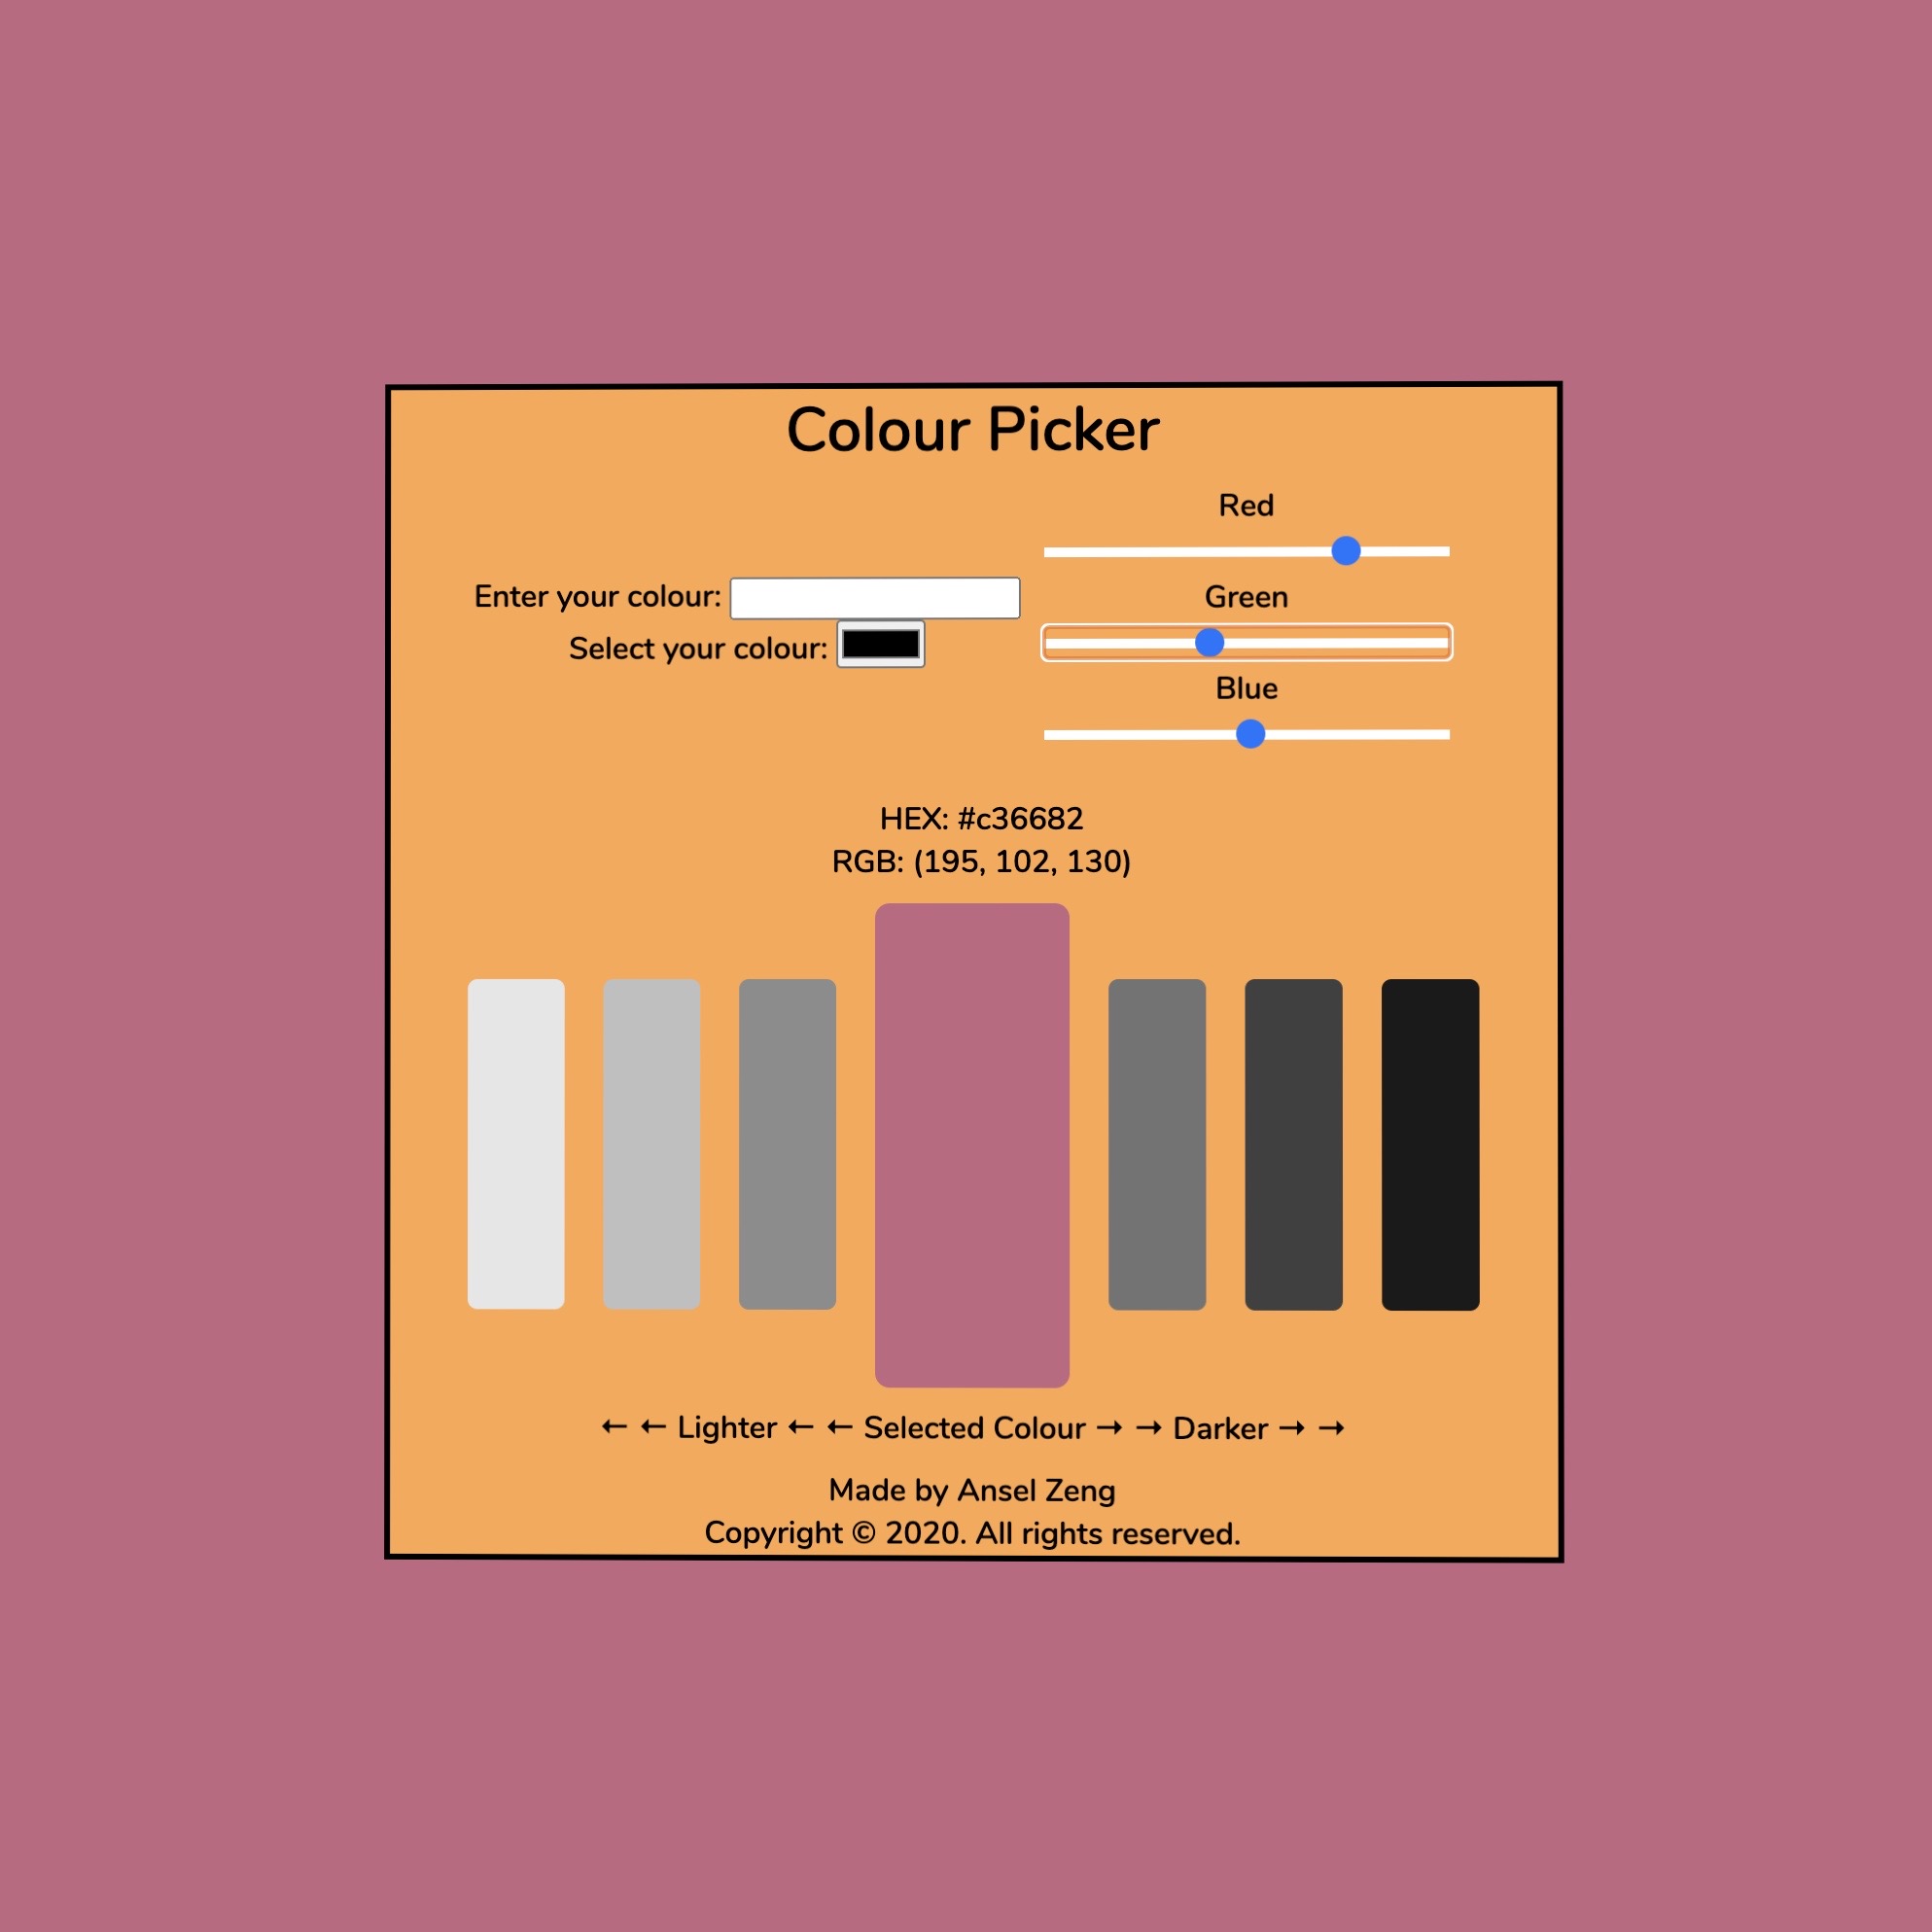 Colour Picker
Red
Enter your colour:
Green
Select your colour:
Blue
HEX: #c36682
RGB: (195, 102, 130)
← ← Lighter ← ← Selected Colour → → Darker → →
Made by Ansel Zeng
Copyright © 2020. All rights reserved.